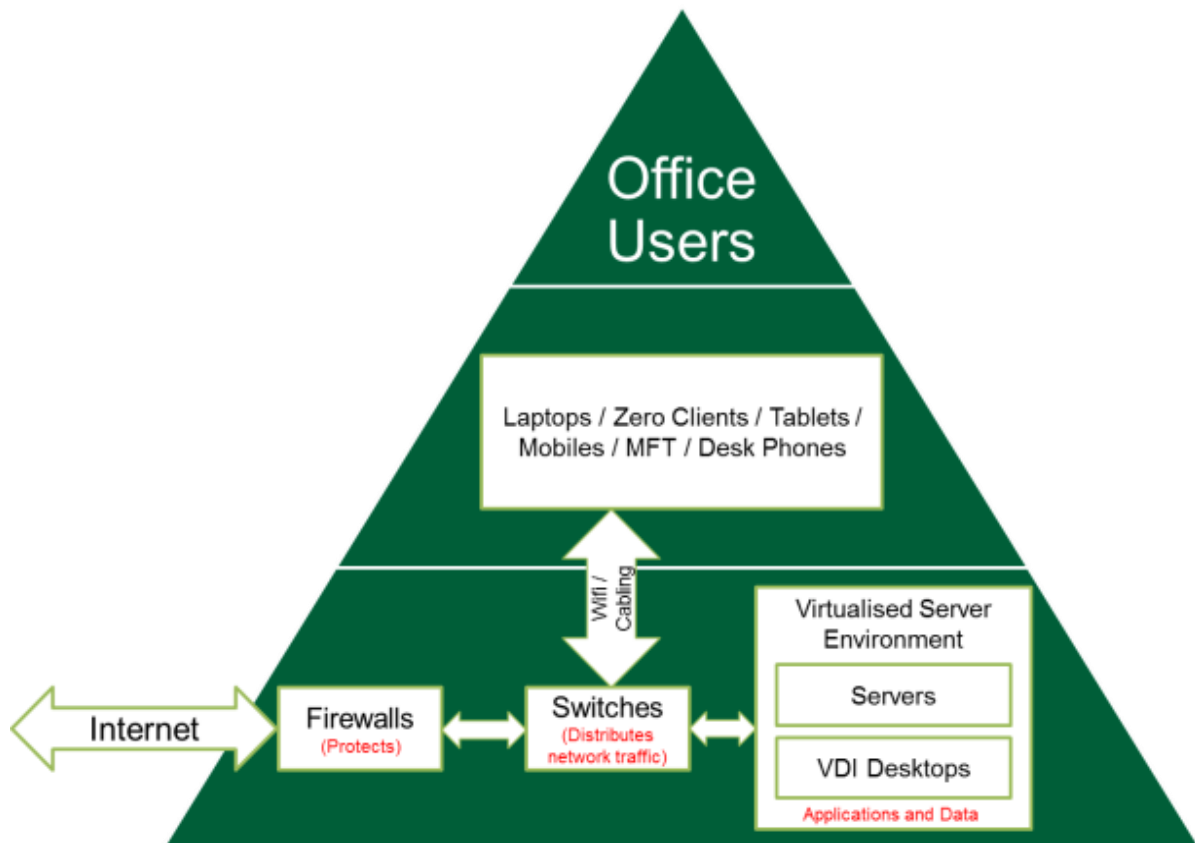 Office
Users
Laptops / Zero Clients / Tablets /
Mobiles / MFT / Desk Phones
Wifi /
Cabling
Internet
Firewalls
(Protects)
Switches
(Distributes
network traffic)
Virtualised Server
Environment
Servers
VDI Desktops
Applications and Data